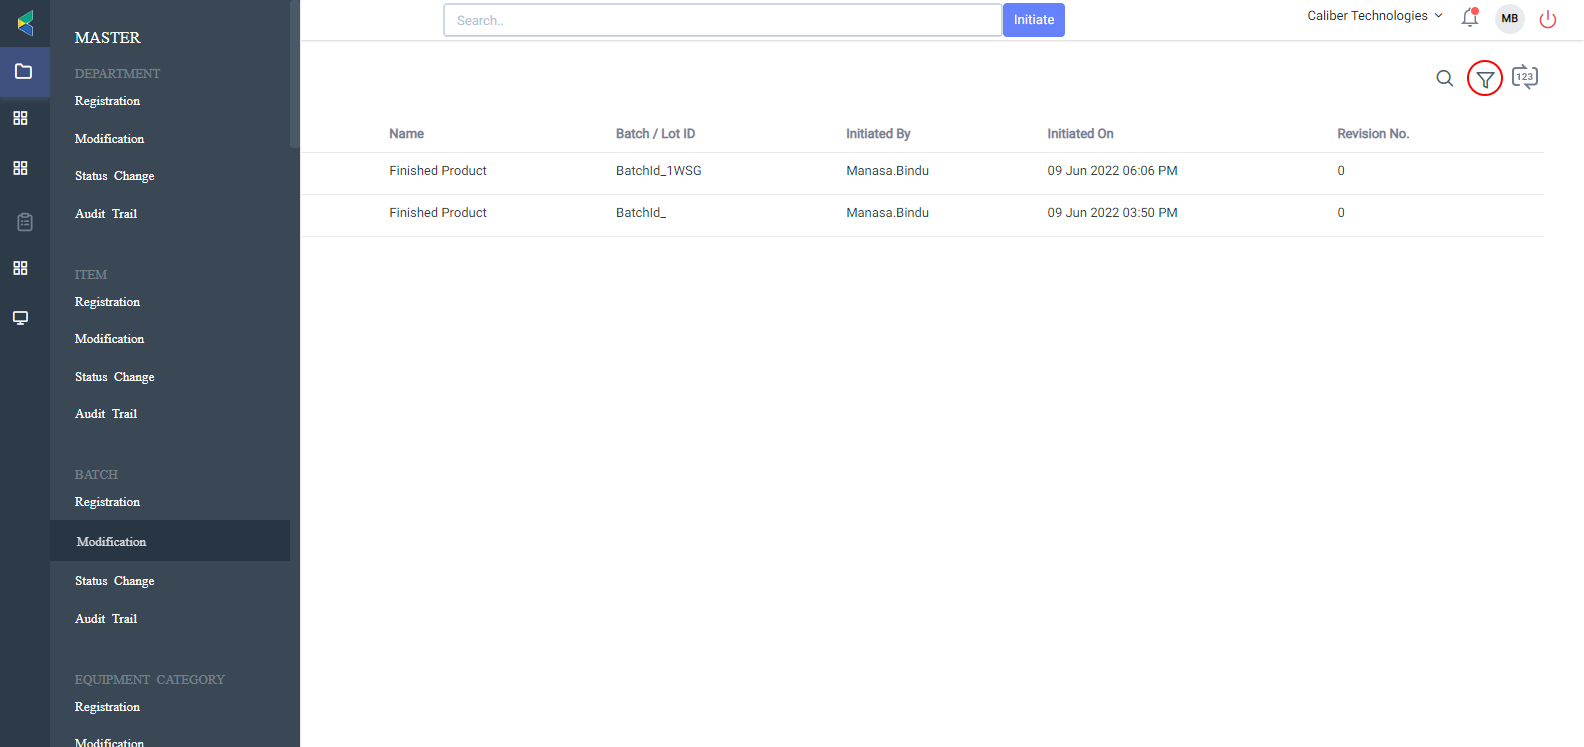 MASTER
DEPARTMENT
Registration
Modification
Status Change
Audit Trail
ITEM
Registration
Modification
Status Change
Audit Trail
BATCH
Registration
Modification
Status Change
Audit Trail
EQUIPMENT CATEGORY
Registration
Modification
Search..
Initiate
Caliber Technologies
MB
123
Name Batch / Lot ID Initiated By Initiated On Revision No.
Finished Product BatchId_1WSG Manasa.Bindu 09 Jun 2022 06:06 PM 0
Finished Product BatchId_ Manasa.Bindu 09 Jun 2022 03:50 PM 0